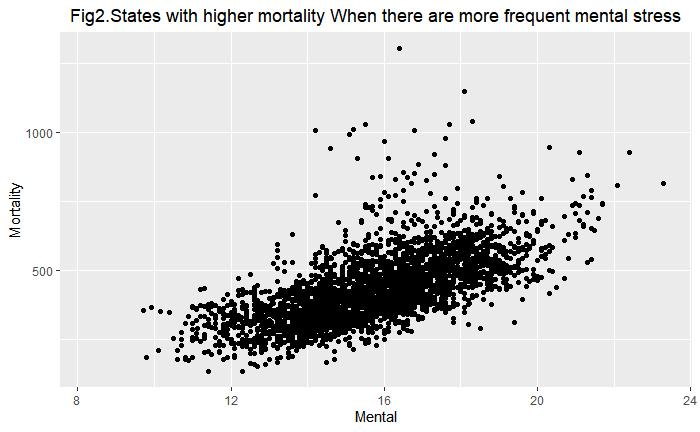 Fig2.States with higher mortality When there are more frequent mental stress
1000
500
Mortality
8 12 16 20 24
Mental